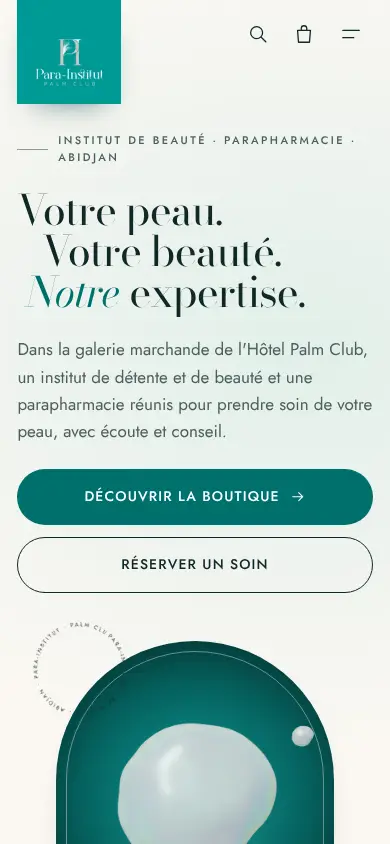 Para-Institut
PALM CLUB
INSTITUT DE BEAUTÉ · PARAPHARMACIE ·
ABIDJAN
Votre peau.
Votre beauté.
Notre expertise.
Dans la galerie marchande de l'Hôtel Palm Club,
un institut de détente et de beauté et une
parapharmacie réunis pour prendre soin de votre
peau, avec écoute et conseil.
DÉCOUVRIR LA BOUTIQUE →
RÉSERVER UN SOIN
PARA-INSTITUT · PALM CLU
PARA-I
ABIDJAN